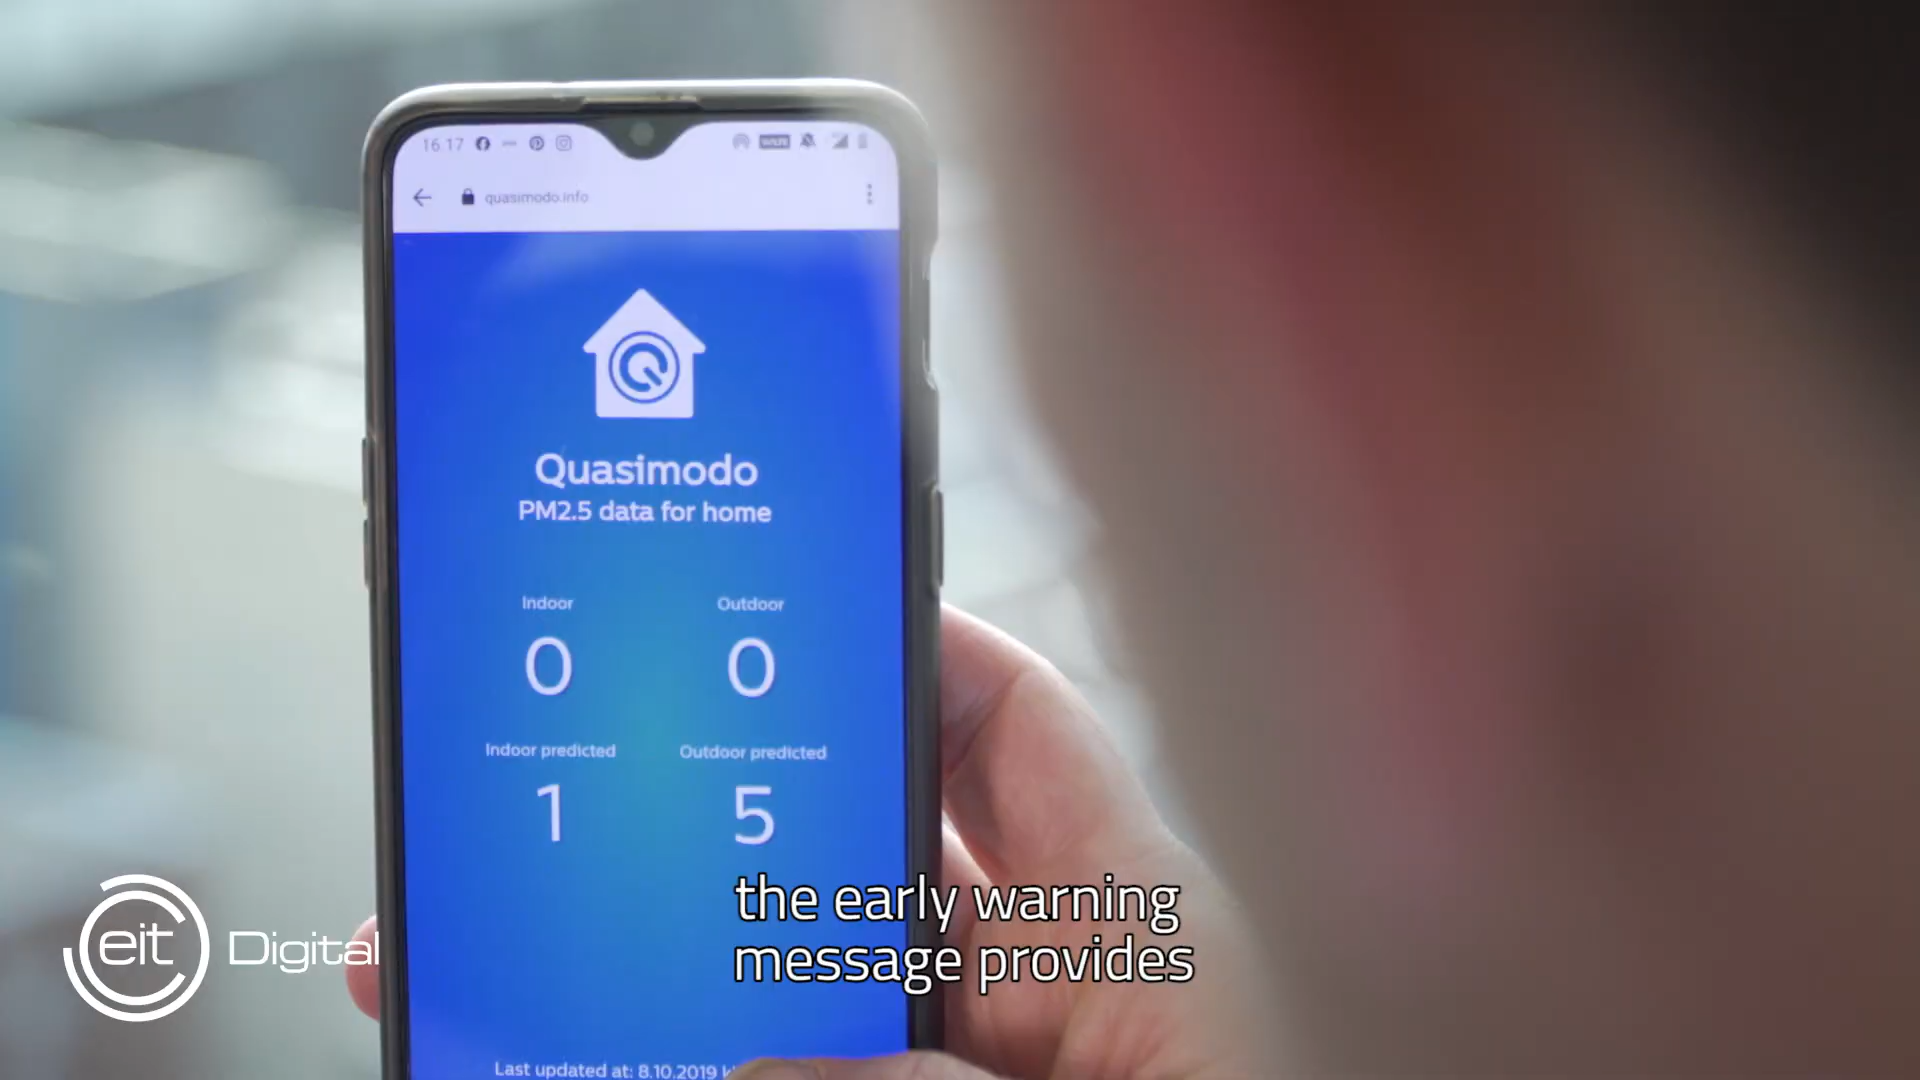 16.17
quasimodo.info
Quasimodo
PM2.5 data for home
Indoor Outdoor
0 0
Indoor predicted Outdoor predicted
1 5
the early warning
message provides
eit Digital
Last updated at: 8.10.2019